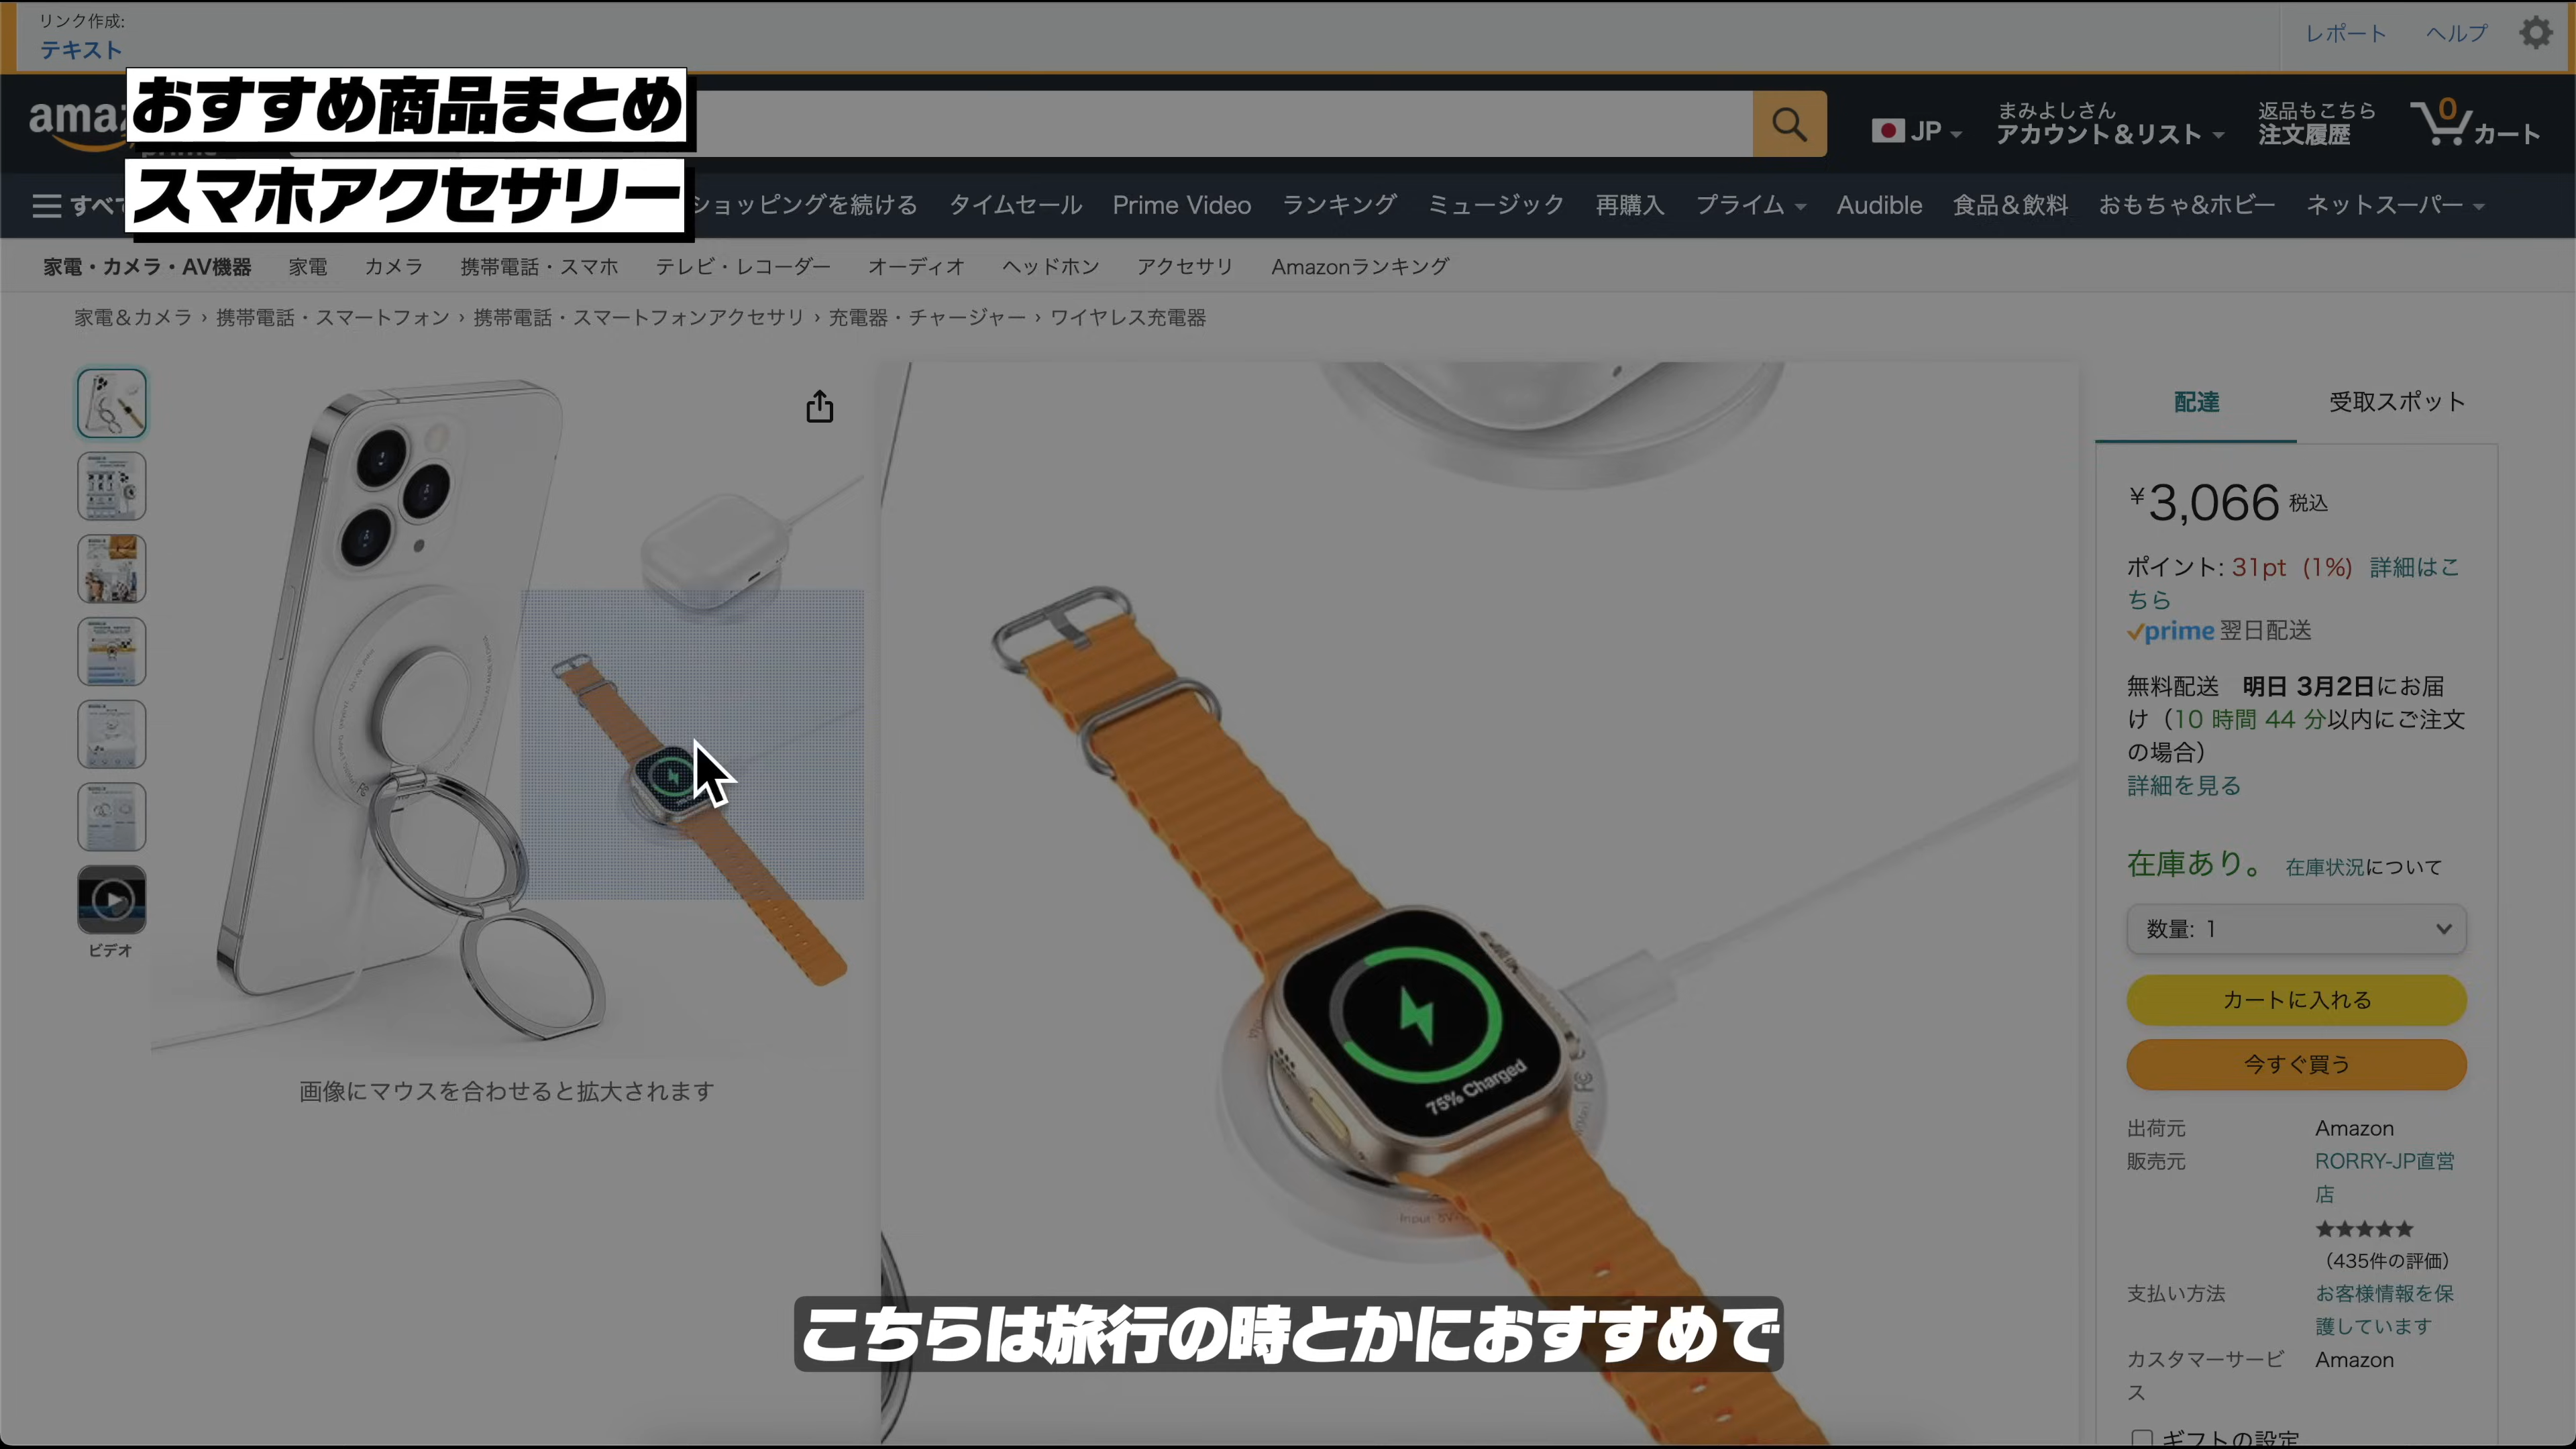 リンク作成:
テキスト
レポート
ヘルプ
おすすめ商品まとめ
スマホアクセサリー
ama
JP
まみよしさん
アカウント＆リスト
返品もこちら
注文履歴
0
カート
すべて
ショッピングを続ける
タイムセール
Prime Video
ランキング
ミュージック
再購入
プライム
Audible
食品＆飲料
おもちゃ&ホビー
ネットスーパー
家電・カメラ・AV機器
家電
カメラ
携帯電話・スマホ
テレビ・レコーダー
オーディオ
ヘッドホン
アクセサリ
Amazonランキング
家電＆カメラ › 携帯電話・スマートフォン › 携帯電話・スマートフォンアクセサリ › 充電器・チャージャー › ワイヤレス充電器
ビデオ
画像にマウスを合わせると拡大されます
75% Charged
配達
受取スポット
¥3,066 税込
ポイント: 31pt (1%) 詳細はこ
ちら
prime 翌日配送
無料配送 明日 3月2日にお届
け（10 時間 44 分以内にご注文
の場合）
詳細を見る
在庫あり。 在庫状況について
数量: 1
カートに入れる
今すぐ買う
出荷元 Amazon
販売元 RORRY-JP直営
店
★★★★★
（435件の評価）
支払い方法 お客様情報を保
護しています
カスタマーサービ Amazon
ス
ギフトの設定
こちらは旅行の時とかにおすすめで